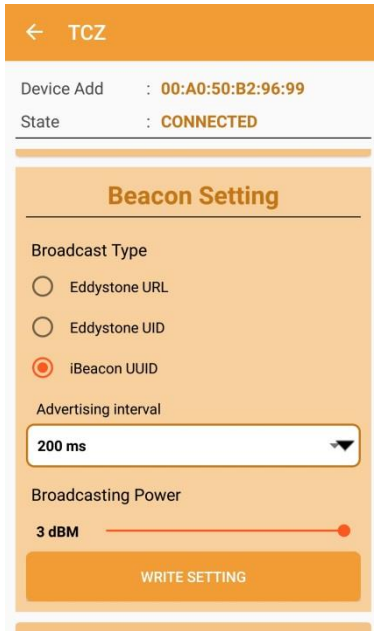 TCZ
Device Add : 00:A0:50:B2:96:99
State : CONNECTED
Beacon Setting
Broadcast Type
Eddystone URL
Eddystone UID
iBeacon UUID
Advertising interval
200 ms
Broadcasting Power
3 dBM
WRITE SETTING